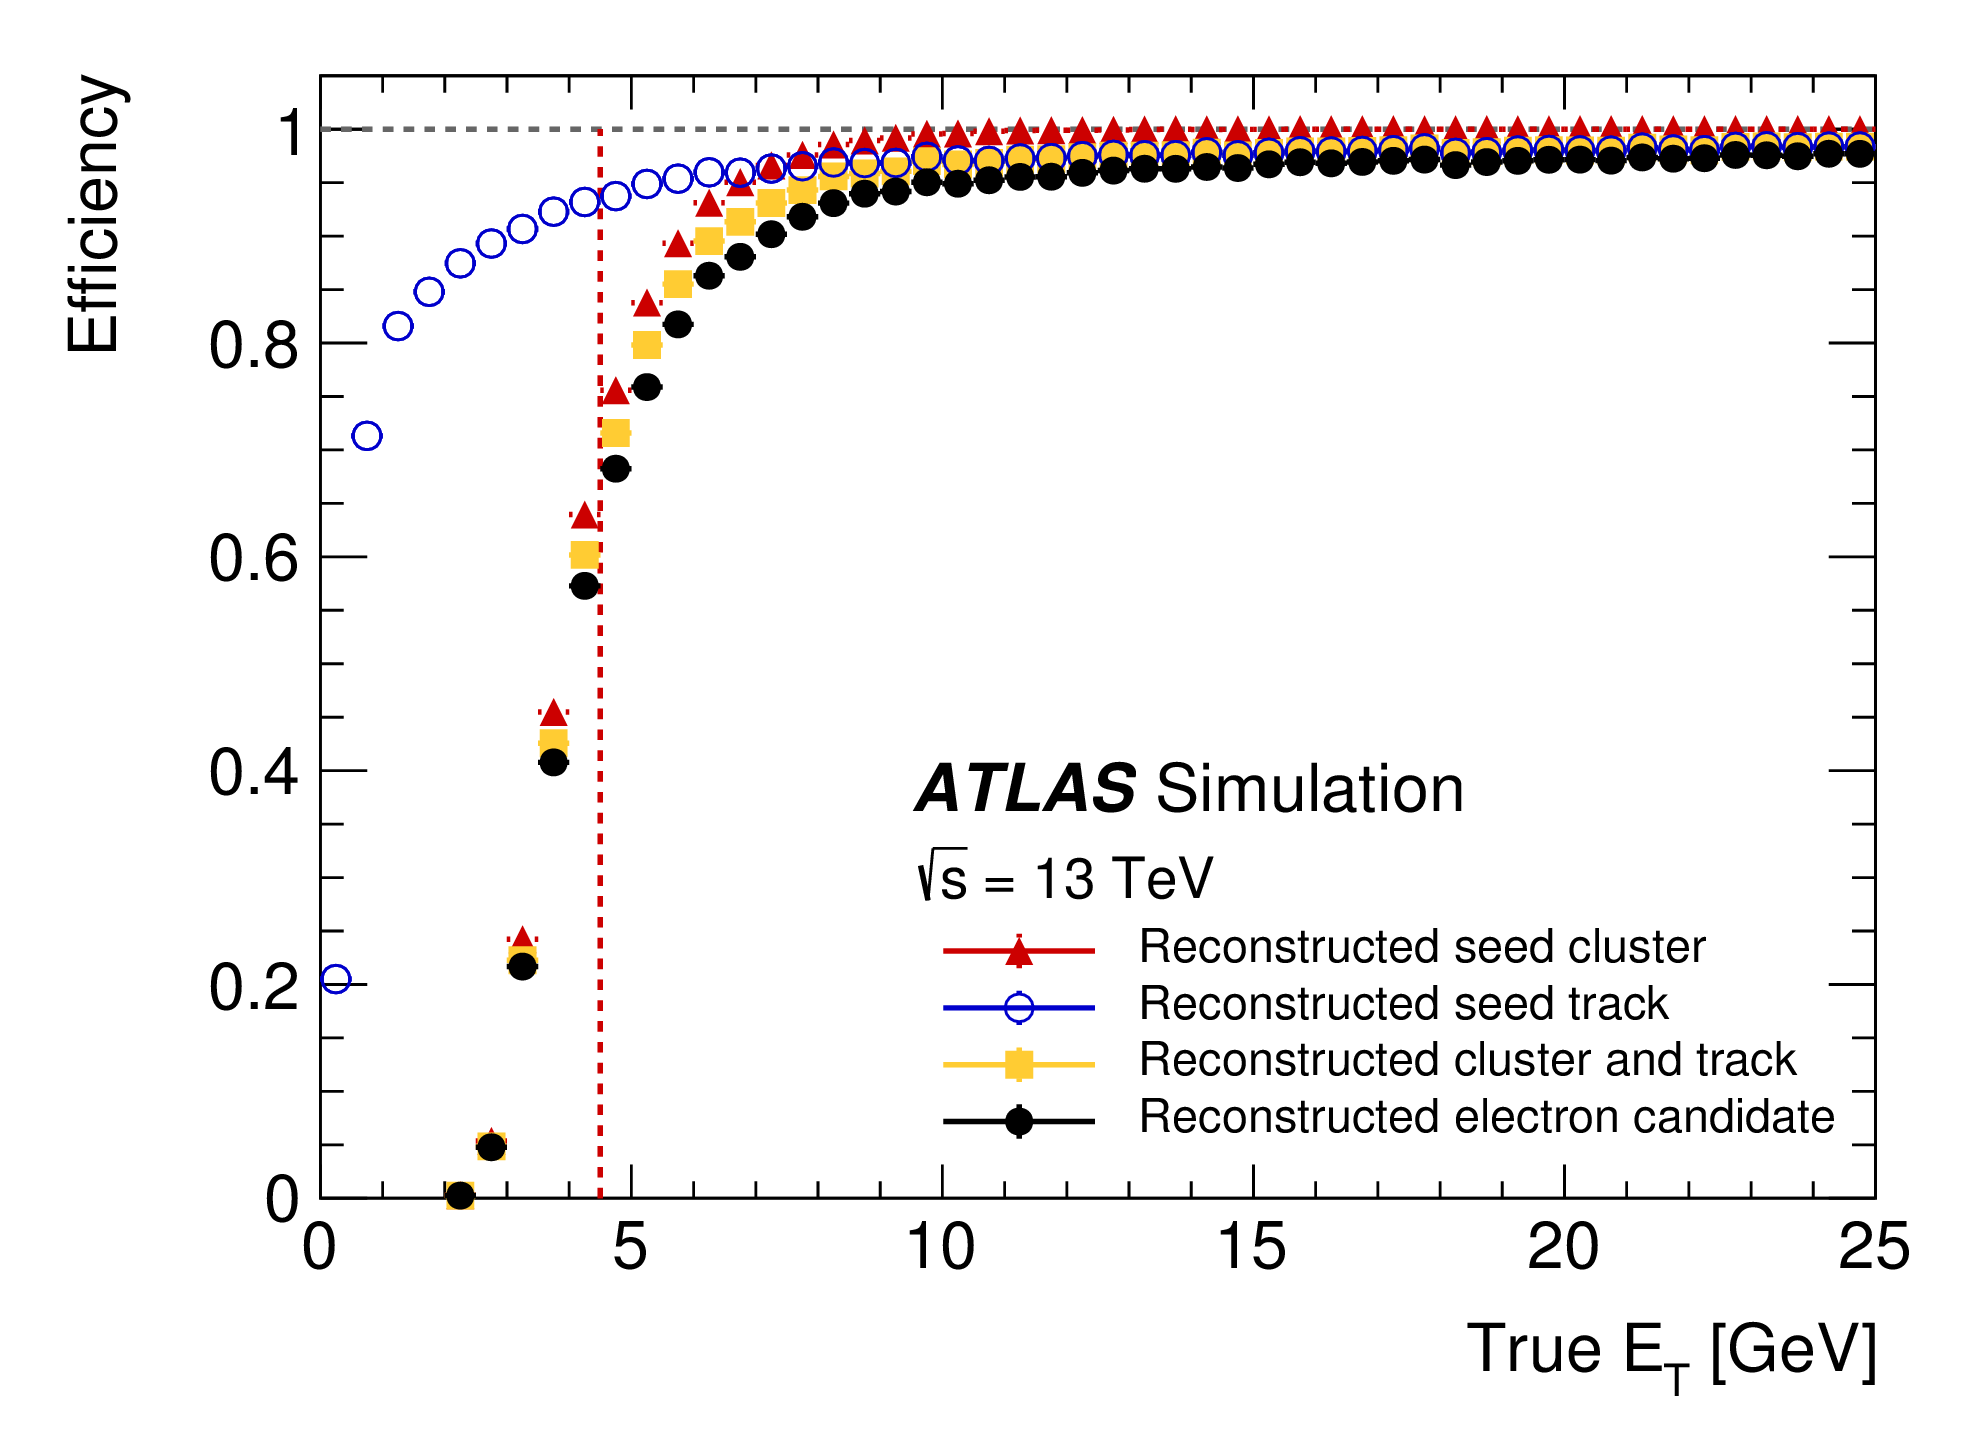 Efficiency
1
0.8
0.6
0.4
0.2
0
ATLAS Simulation
√s = 13 TeV
Reconstructed seed cluster
Reconstructed seed track
Reconstructed cluster and track
Reconstructed electron candidate
0 5 10 15 20 25
True E_T [GeV]